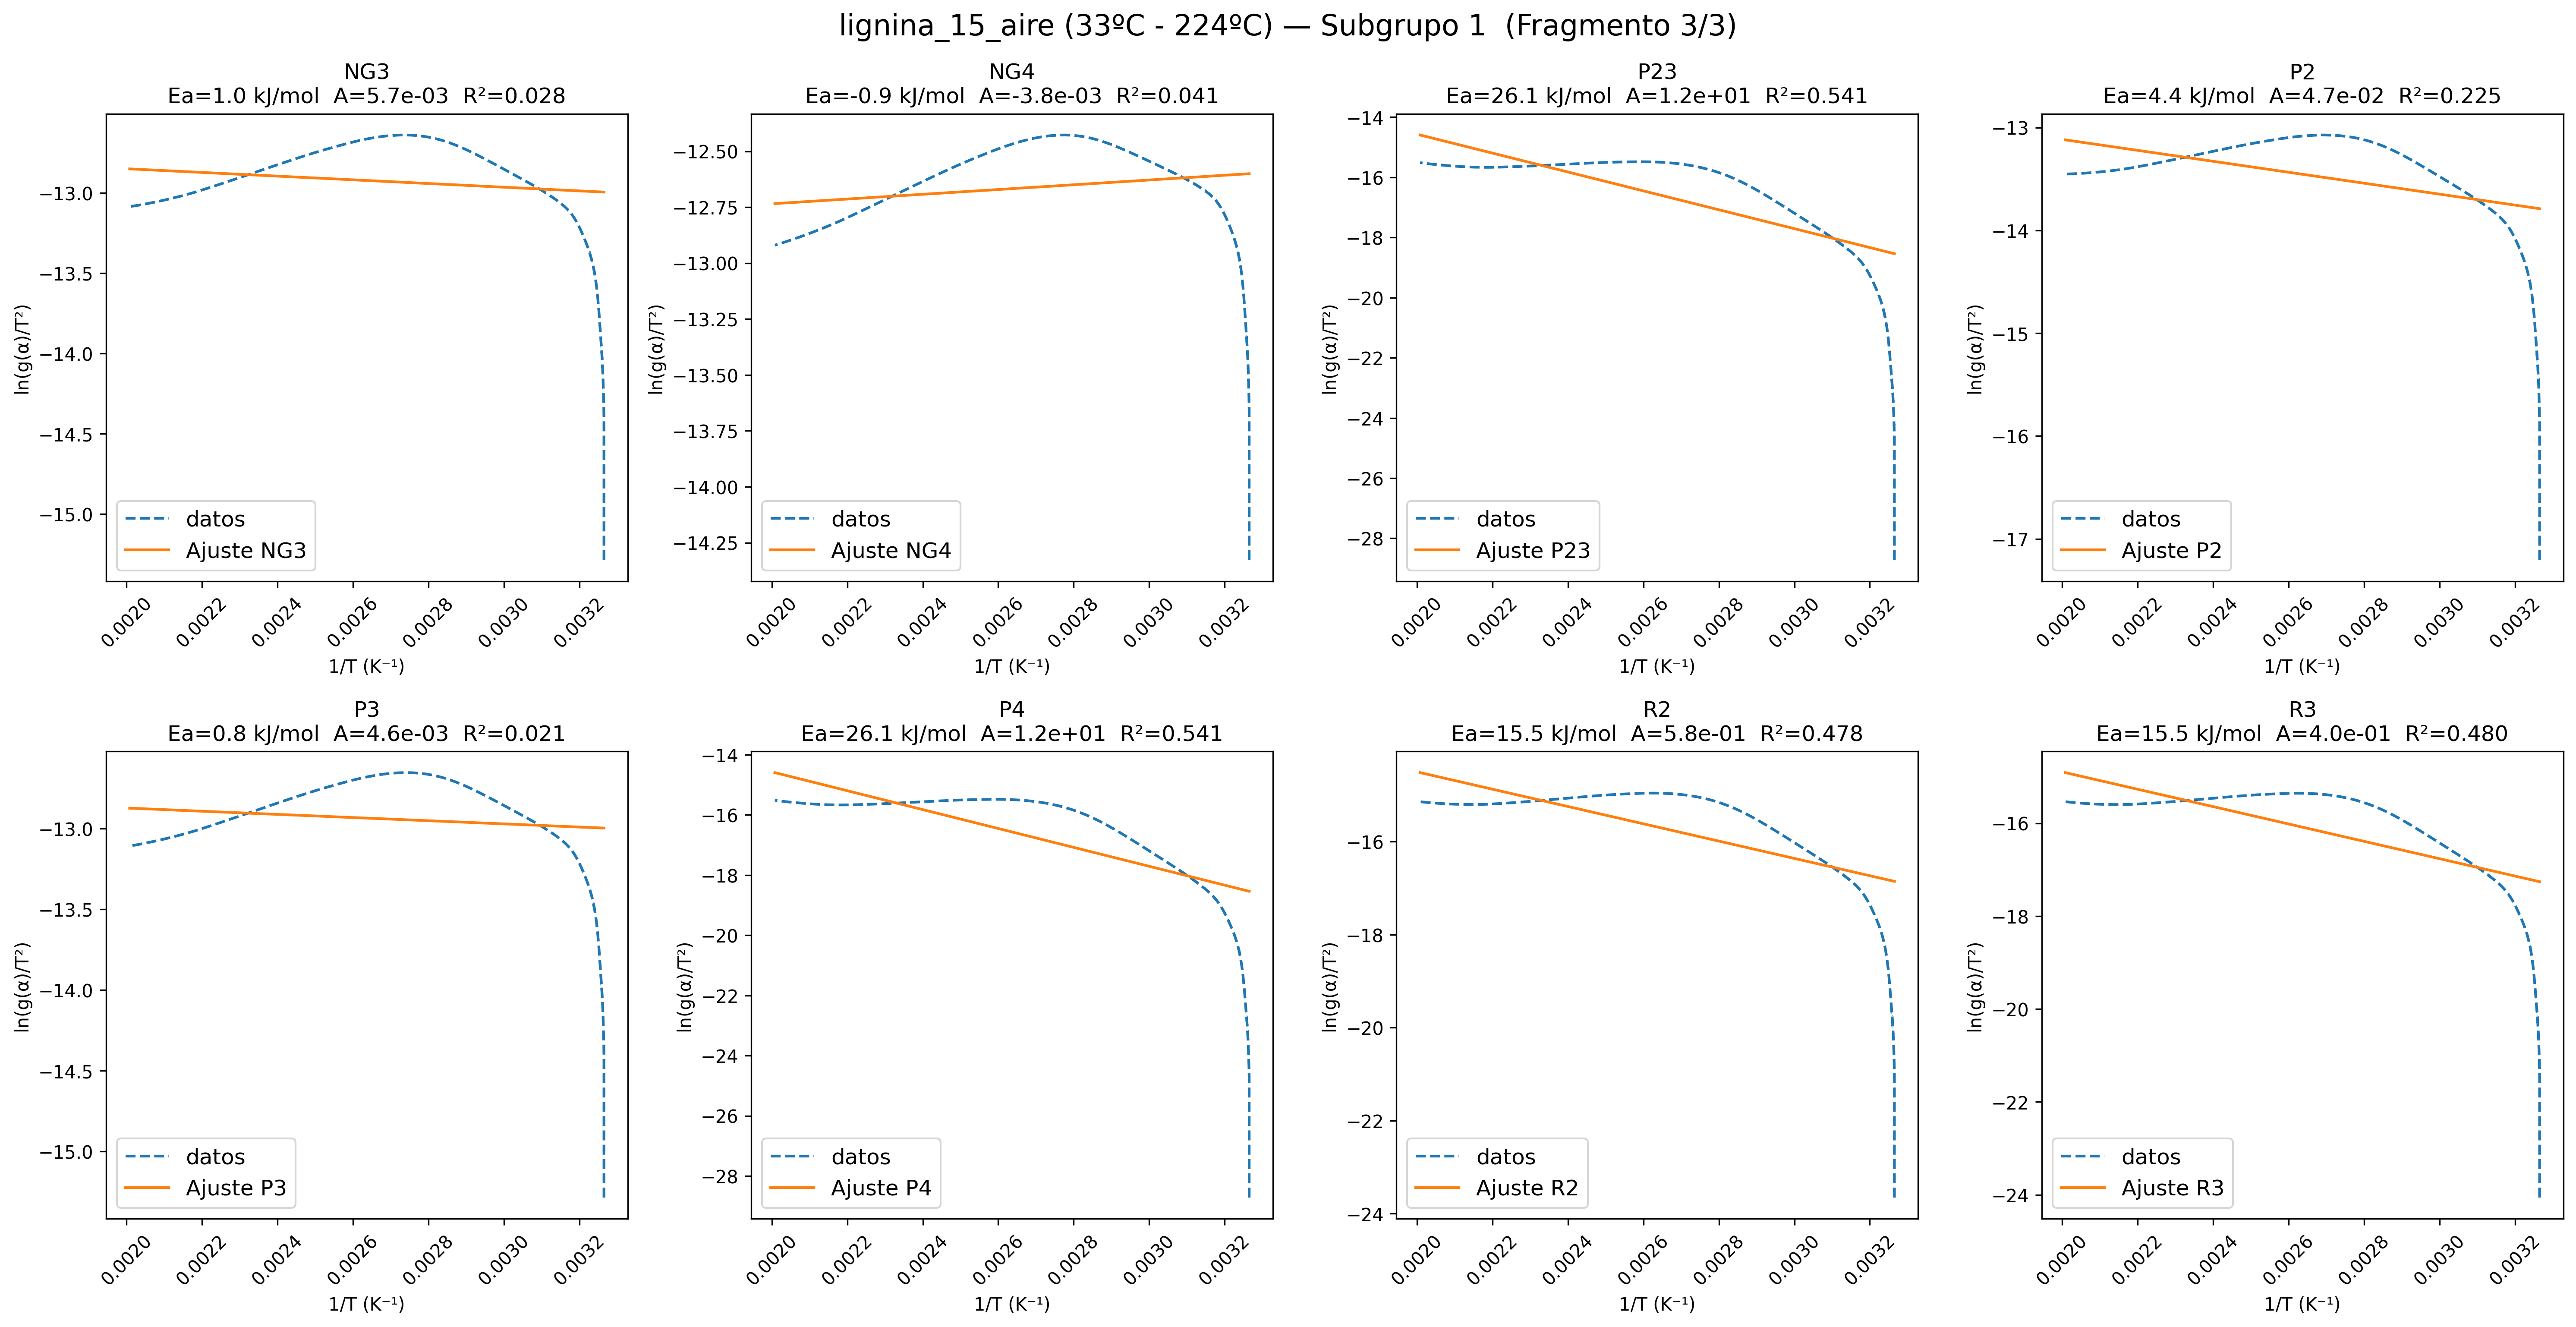 lignina_15_aire (33ºC - 224ºC) — Subgrupo 1  (Fragmento 3/3)
NG3
Ea=1.0 kJ/mol  A=5.7e-03  R²=0.028
ln(g(α)/T²)
−13.0
−13.5
−14.0
−14.5
−15.0
datos
Ajuste NG3
0.0020
0.0022
0.0024
0.0026
0.0028
0.0030
0.0032
1/T (K⁻¹)
NG4
Ea=-0.9 kJ/mol  A=-3.8e-03  R²=0.041
ln(g(α)/T²)
−12.50
−12.75
−13.00
−13.25
−13.50
−13.75
−14.00
−14.25
datos
Ajuste NG4
0.0020
0.0022
0.0024
0.0026
0.0028
0.0030
0.0032
1/T (K⁻¹)
P23
Ea=26.1 kJ/mol  A=1.2e+01  R²=0.541
ln(g(α)/T²)
−14
−16
−18
−20
−22
−24
−26
−28
datos
Ajuste P23
0.0020
0.0022
0.0024
0.0026
0.0028
0.0030
0.0032
1/T (K⁻¹)
P2
Ea=4.4 kJ/mol  A=4.7e-02  R²=0.225
ln(g(α)/T²)
−13
−14
−15
−16
−17
datos
Ajuste P2
0.0020
0.0022
0.0024
0.0026
0.0028
0.0030
0.0032
1/T (K⁻¹)
P3
Ea=0.8 kJ/mol  A=4.6e-03  R²=0.021
ln(g(α)/T²)
−13.0
−13.5
−14.0
−14.5
−15.0
datos
Ajuste P3
0.0020
0.0022
0.0024
0.0026
0.0028
0.0030
0.0032
1/T (K⁻¹)
P4
Ea=26.1 kJ/mol  A=1.2e+01  R²=0.541
ln(g(α)/T²)
−14
−16
−18
−20
−22
−24
−26
−28
datos
Ajuste P4
0.0020
0.0022
0.0024
0.0026
0.0028
0.0030
0.0032
1/T (K⁻¹)
R2
Ea=15.5 kJ/mol  A=5.8e-01  R²=0.478
ln(g(α)/T²)
−16
−18
−20
−22
−24
datos
Ajuste R2
0.0020
0.0022
0.0024
0.0026
0.0028
0.0030
0.0032
1/T (K⁻¹)
R3
Ea=15.5 kJ/mol  A=4.0e-01  R²=0.480
ln(g(α)/T²)
−16
−18
−20
−22
−24
datos
Ajuste R3
0.0020
0.0022
0.0024
0.0026
0.0028
0.0030
0.0032
1/T (K⁻¹)